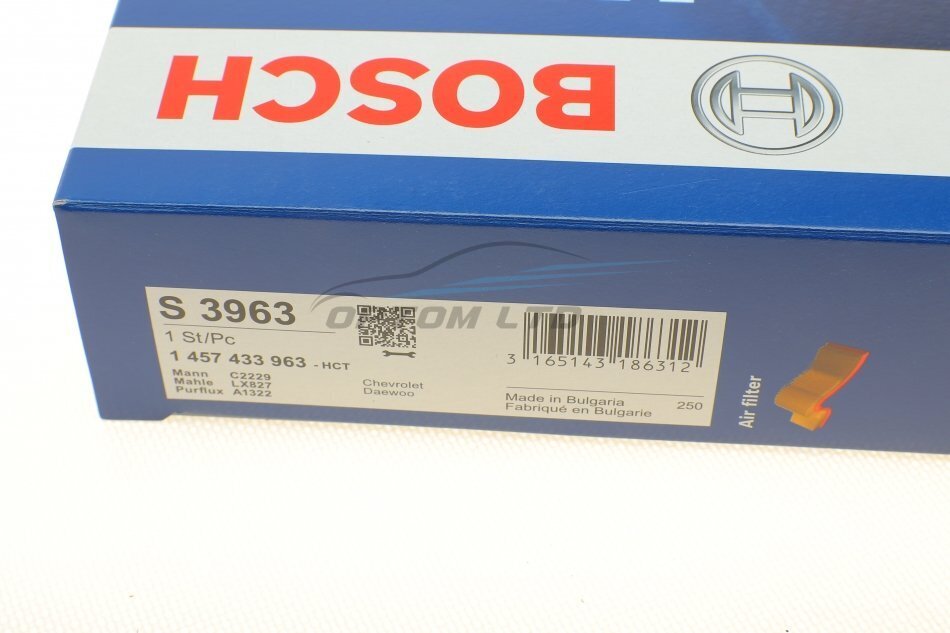 BOSCH
S 3963
1 St/Pc
1 457 433 963 - HCT
Mann C2229
Mahle LX827
Purflux A1322
Chevrolet
Daewoo
3 165143 186312
Made in Bulgaria
Fabriqué en Bulgarie
250
Air filter